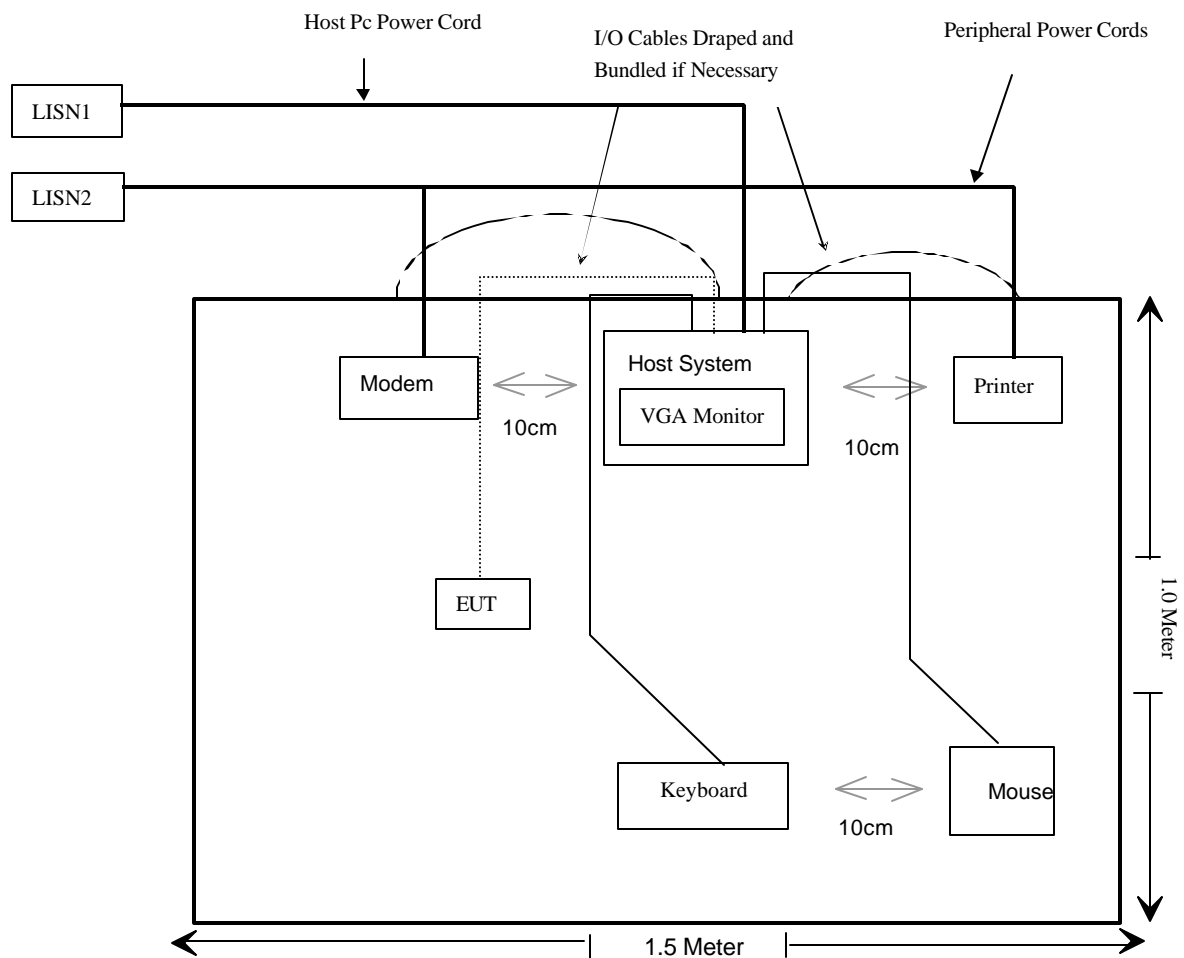 Host Pc Power Cord
I/O Cables Draped and
Bundled if Necessary
Peripheral Power Cords
LISN1
LISN2
Modem
10cm
Host System
VGA Monitor
10cm
Printer
EUT
1.0 Meter
Keyboard
10cm
Mouse
1.5 Meter